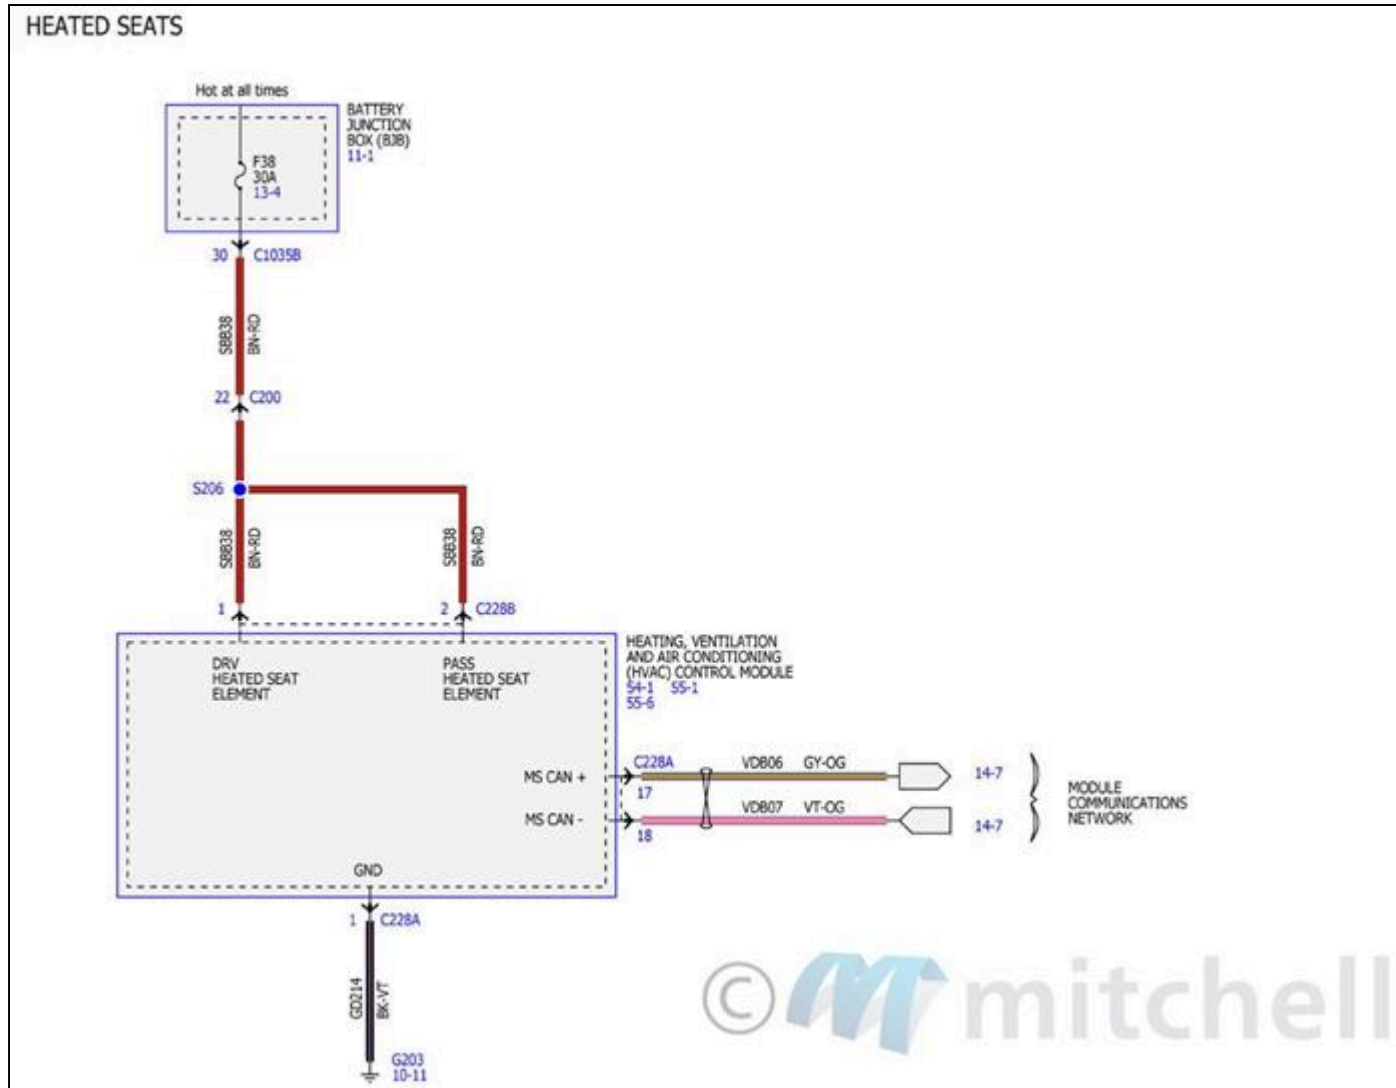 HEATED SEATS
Hot at all times
BATTERY
JUNCTION
BOX (BJB)
11-1
F38
30A
13-4
30 C1035B
SBB38 BN-RD
22 C200
S206
SBB38 BN-RD
SBB38 BN-RD
1
2 C228B
DRV
HEATED SEAT
ELEMENT
PASS
HEATED SEAT
ELEMENT
HEATING, VENTILATION
AND AIR CONDITIONING
(HVAC) CONTROL MODULE
54-1 55-1
55-6
MS CAN +
C228A
17
VDB06 GY-OG
14-7
MS CAN -
18
VDB07 VT-OG
14-7
MODULE
COMMUNICATIONS
NETWORK
GND
1 C228A
GD214 BK-VT
G203
10-11
© mitchell